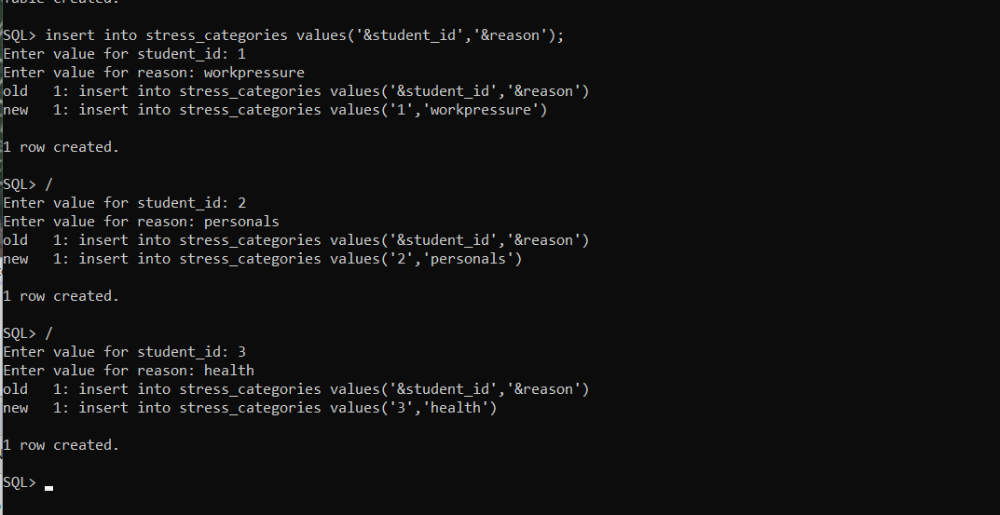 table created.
SQL> insert into stress_categories values('&student_id','&reason');
Enter value for student_id: 1
Enter value for reason: workpressure
old   1: insert into stress_categories values('&student_id','&reason')
new   1: insert into stress_categories values('1','workpressure')
1 row created.
SQL> /
Enter value for student_id: 2
Enter value for reason: personals
old   1: insert into stress_categories values('&student_id','&reason')
new   1: insert into stress_categories values('2','personals')
1 row created.
SQL> /
Enter value for student_id: 3
Enter value for reason: health
old   1: insert into stress_categories values('&student_id','&reason')
new   1: insert into stress_categories values('3','health')
1 row created.
SQL>